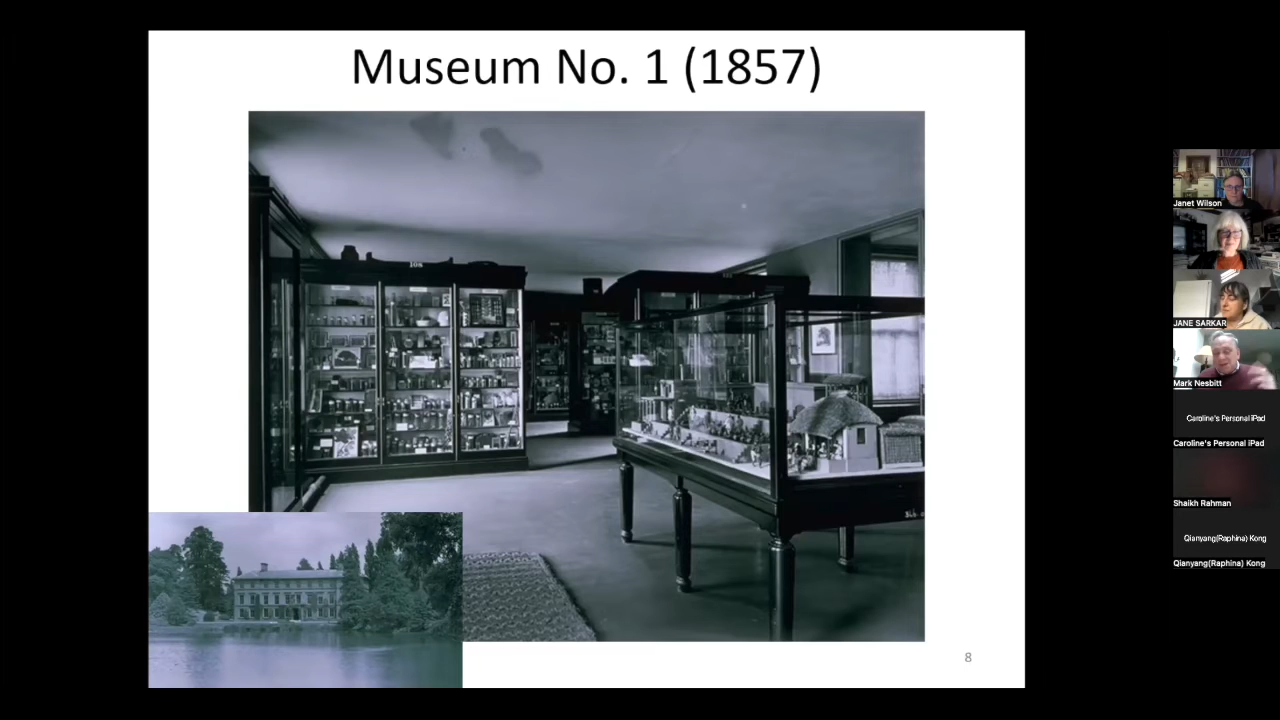 Museum No. 1 (1857)
108
8
Janet Wilson
JANE SARKAR
Mark Nesbitt
Caroline's Personal iPad
Caroline's Personal iPad
Shaikh Rahman
Qianyang(Raphina) Kong
Qianyang(Raphina) Kong